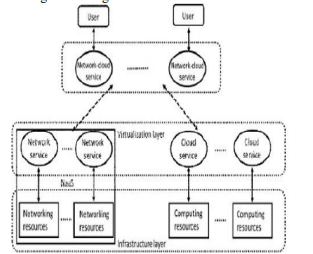 User
User
Network-cloud
service
Network-cloud
service
Virtualization layer
Network
service
Network
service
Cloud
service
Cloud
service
NaaS
Networking
resources
Networking
resources
Computing
resources
Computing
resources
Infrastructure layer